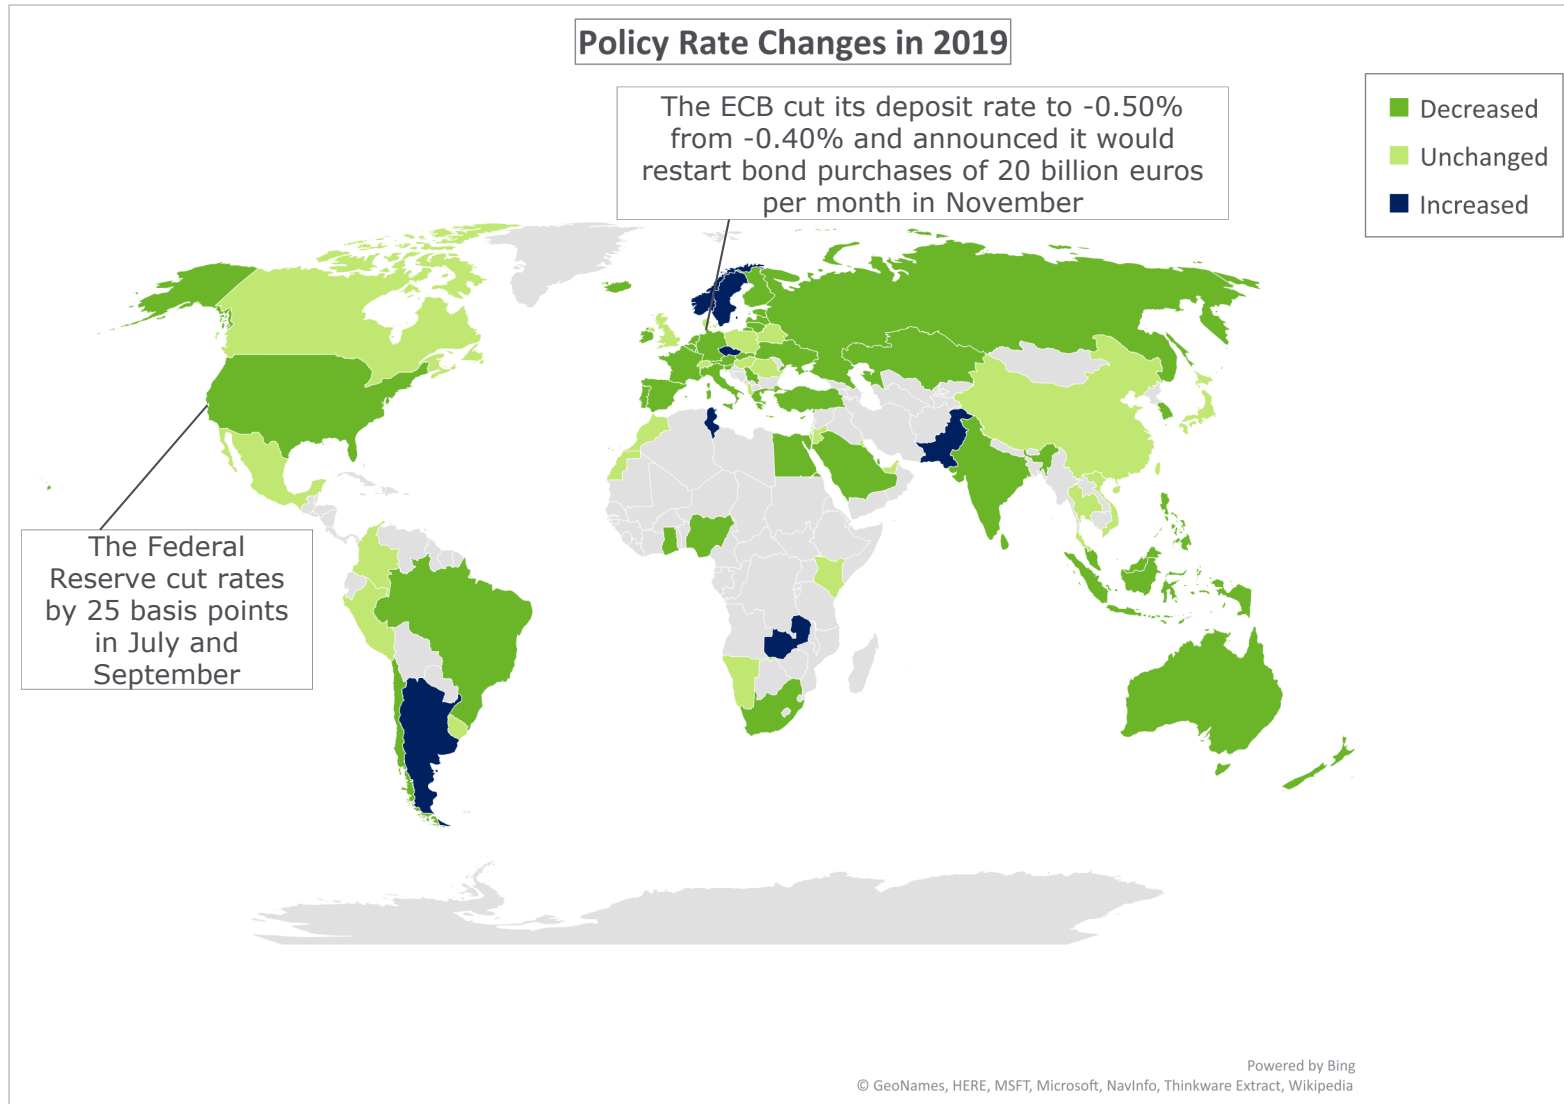 Policy Rate Changes in 2019
The ECB cut its deposit rate to -0.50%
from -0.40% and announced it would
restart bond purchases of 20 billion euros
per month in November
Decreased
Unchanged
Increased
The Federal
Reserve cut rates
by 25 basis points
in July and
September
Powered by Bing
© GeoNames, HERE, MSFT, Microsoft, NavInfo, Thinkware Extract, Wikipedia